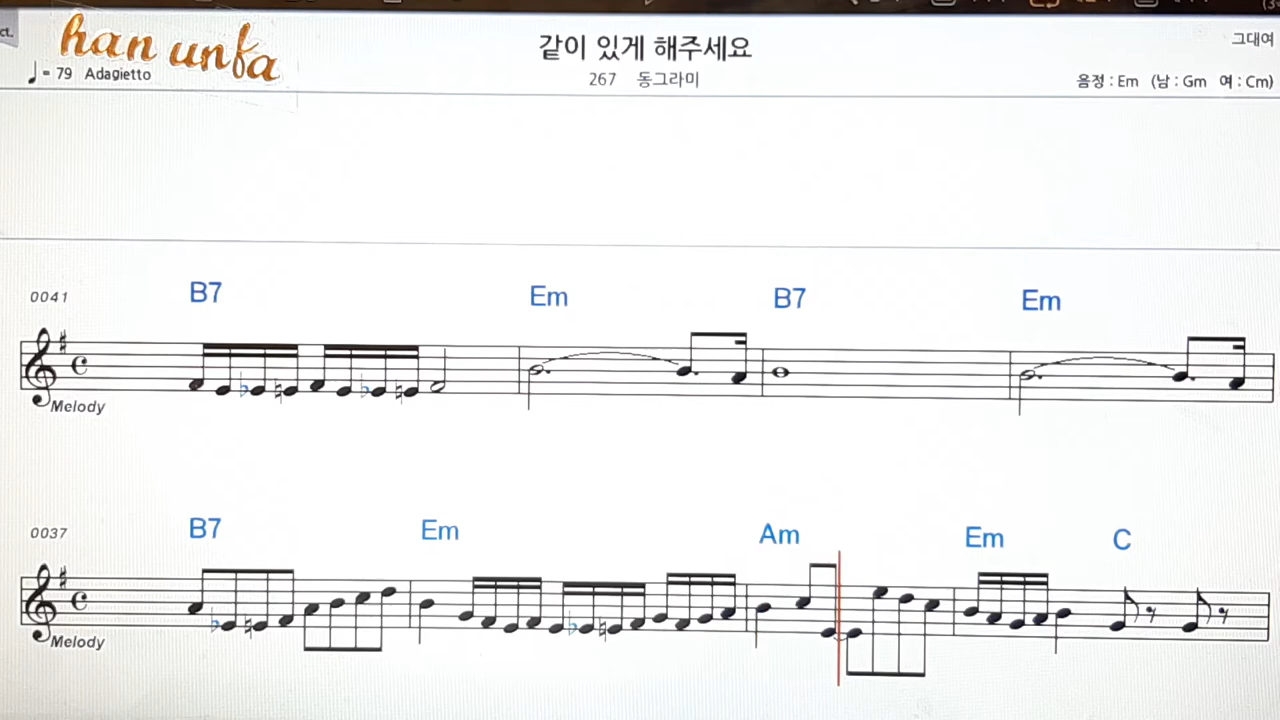 ct.
han unfa
같이 있게 해주세요
그대여
♩= 79 Adagietto
267 동그라미
음정 : Em (남 : Gm 여 : Cm)
B7 Em B7 Em
0041
Melody
B7 Em Am Em C
0037
Melody